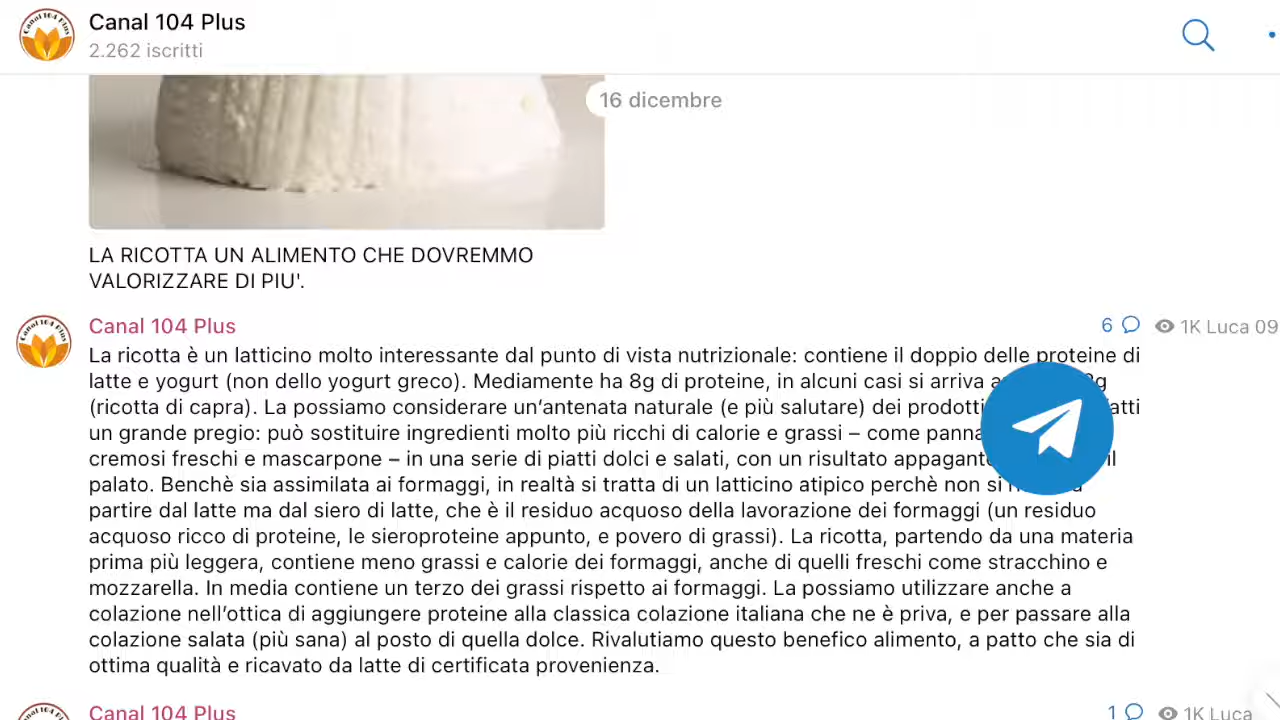 Canal 104 Plus
2.262 iscritti
16 dicembre
LA RICOTTA UN ALIMENTO CHE DOVREMMO
VALORIZZARE DI PIU'.
Canal 104 Plus
6 1K Luca 09
La ricotta è un latticino molto interessante dal punto di vista nutrizionale: contiene il doppio delle proteine di
latte e yogurt (non dello yogurt greco). Mediamente ha 8g di proteine, in alcuni casi si arriva
(ricotta di capra). La possiamo considerare un'antenata naturale (e più salutare) dei prodotti
un grande pregio: può sostituire ingredienti molto più ricchi di calorie e grassi – come panna
cremosi freschi e mascarpone – in una serie di piatti dolci e salati, con un risultato appagante il
palato. Benchè sia assimilata ai formaggi, in realtà si tratta di un latticino atipico perchè non si
partire dal latte ma dal siero di latte, che è il residuo acquoso della lavorazione dei formaggi (un residuo
acquoso ricco di proteine, le sieroproteine appunto, e povero di grassi). La ricotta, partendo da una materia
prima più leggera, contiene meno grassi e calorie dei formaggi, anche di quelli freschi come stracchino e
mozzarella. In media contiene un terzo dei grassi rispetto ai formaggi. La possiamo utilizzare anche a
colazione nell'ottica di aggiungere proteine alla classica colazione italiana che ne è priva, e per passare alla
colazione salata (più sana) al posto di quella dolce. Rivalutiamo questo benefico alimento, a patto che sia di
ottima qualità e ricavato da latte di certificata provenienza.
Canal 104 Plus
1 1K Luca